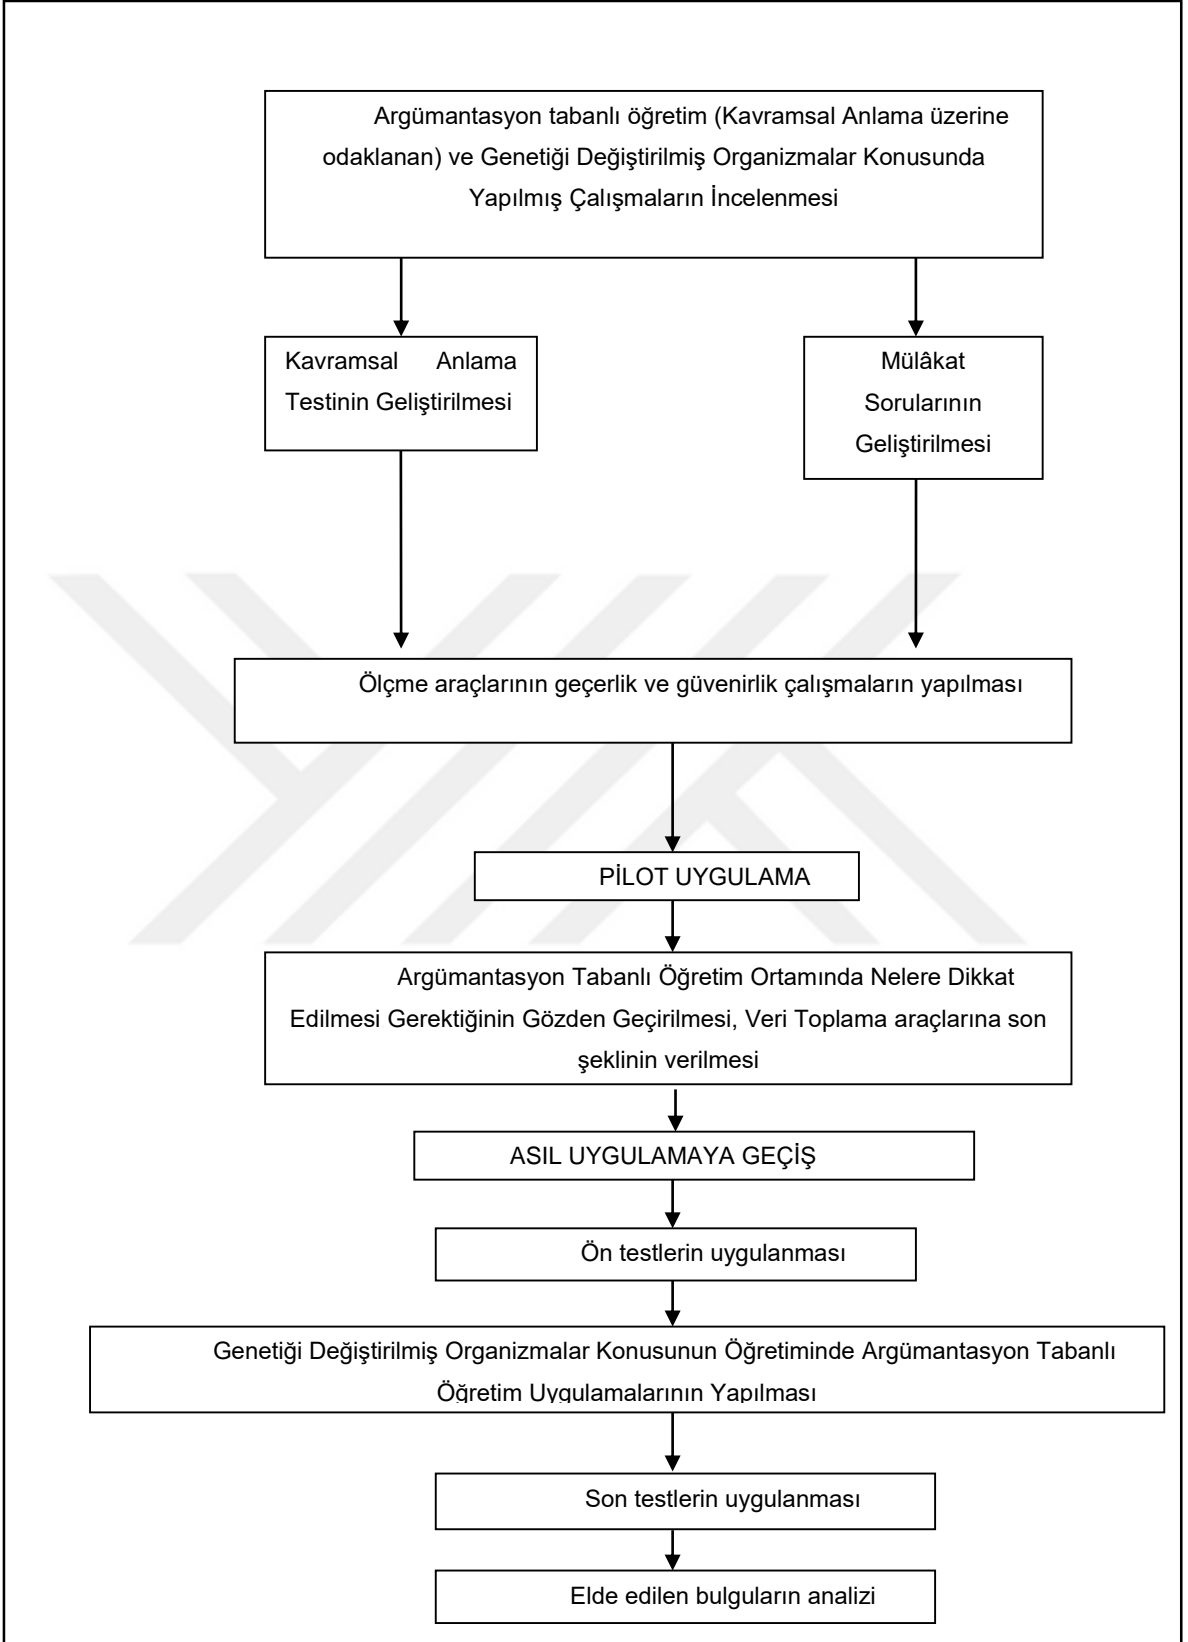 Argümantasyon tabanlı öğretim (Kavramsal Anlama üzerine
odaklanan) ve Genetiği Değiştirilmiş Organizmalar Konusunda
Yapılmış Çalışmaların İncelenmesi
Kavramsal Anlama
Testinin Geliştirilmesi
Mülâkat
Sorularının
Geliştirilmesi
Ölçme araçlarının geçerlik ve güvenirlik çalışmaların yapılması
PİLOT UYGULAMA
Argümantasyon Tabanlı Öğretim Ortamında Nelere Dikkat
Edilmesi Gerektiğinin Gözden Geçirilmesi, Veri Toplama araçlarına son
şeklinin verilmesi
ASIL UYGULAMAYA GEÇİŞ
Ön testlerin uygulanması
Genetiği Değiştirilmiş Organizmalar Konusunun Öğretiminde Argümantasyon Tabanlı
Öğretim Uygulamalarının Yapılması
Son testlerin uygulanması
Elde edilen bulguların analizi